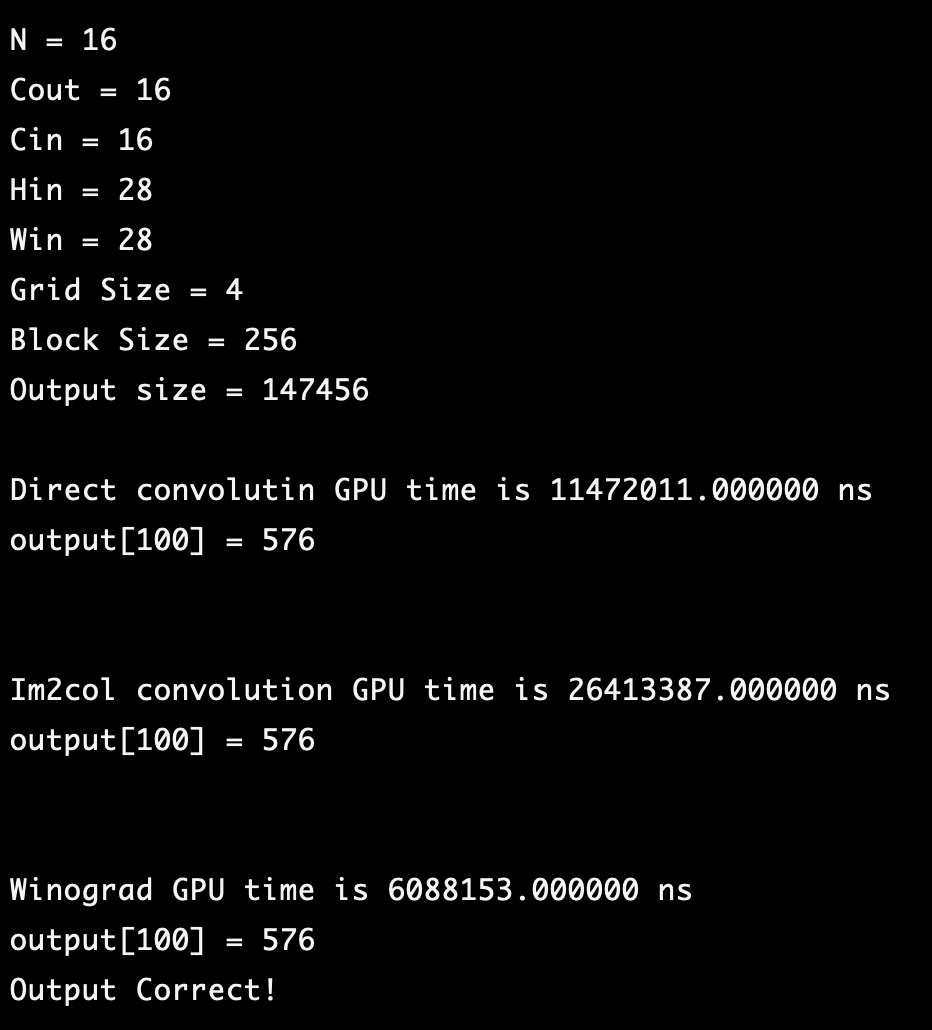 N = 16
Cout = 16
Cin = 16
Hin = 28
Win = 28
Grid Size = 4
Block Size = 256
Output size = 147456
Direct convolutin GPU time is 11472011.000000 ns
output[100] = 576
Im2col convolution GPU time is 26413387.000000 ns
output[100] = 576
Winograd GPU time is 6088153.000000 ns
output[100] = 576
Output Correct!